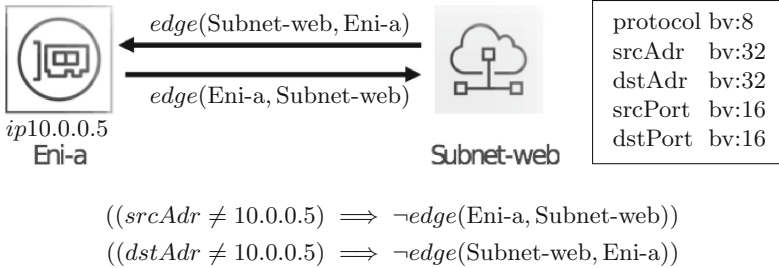 edge(Subnet-web, Eni-a)
edge(Eni-a, Subnet-web)
ip10.0.0.5
Eni-a
Subnet-web
protocol bv:8
srcAdr bv:32
dstAdr bv:32
srcPort bv:16
dstPort bv:16
((srcAdr ≠ 10.0.0.5) ⟹ ¬edge(Eni-a, Subnet-web))
((dstAdr ≠ 10.0.0.5) ⟹ ¬edge(Subnet-web, Eni-a))